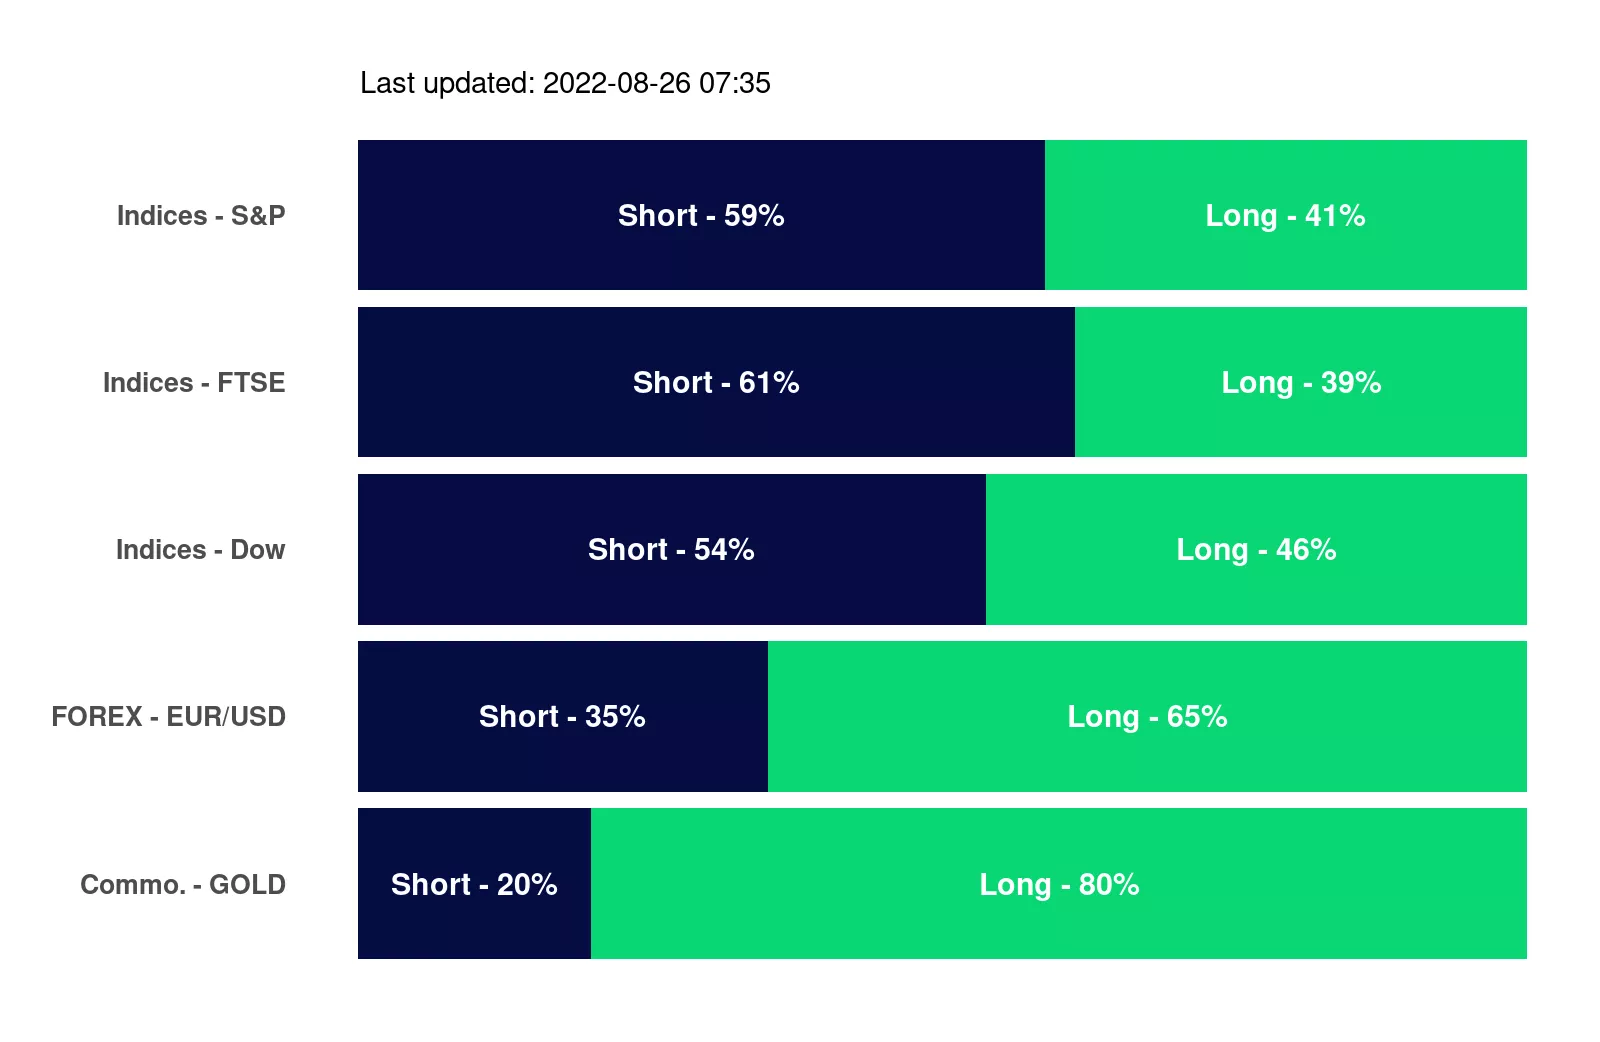 Last updated: 2022-08-26 07:35
Indices - S&P
Short - 59%
Long - 41%
Indices - FTSE
Short - 61%
Long - 39%
Indices - Dow
Short - 54%
Long - 46%
FOREX - EUR/USD
Short - 35%
Long - 65%
Commo. - GOLD
Short - 20%
Long - 80%